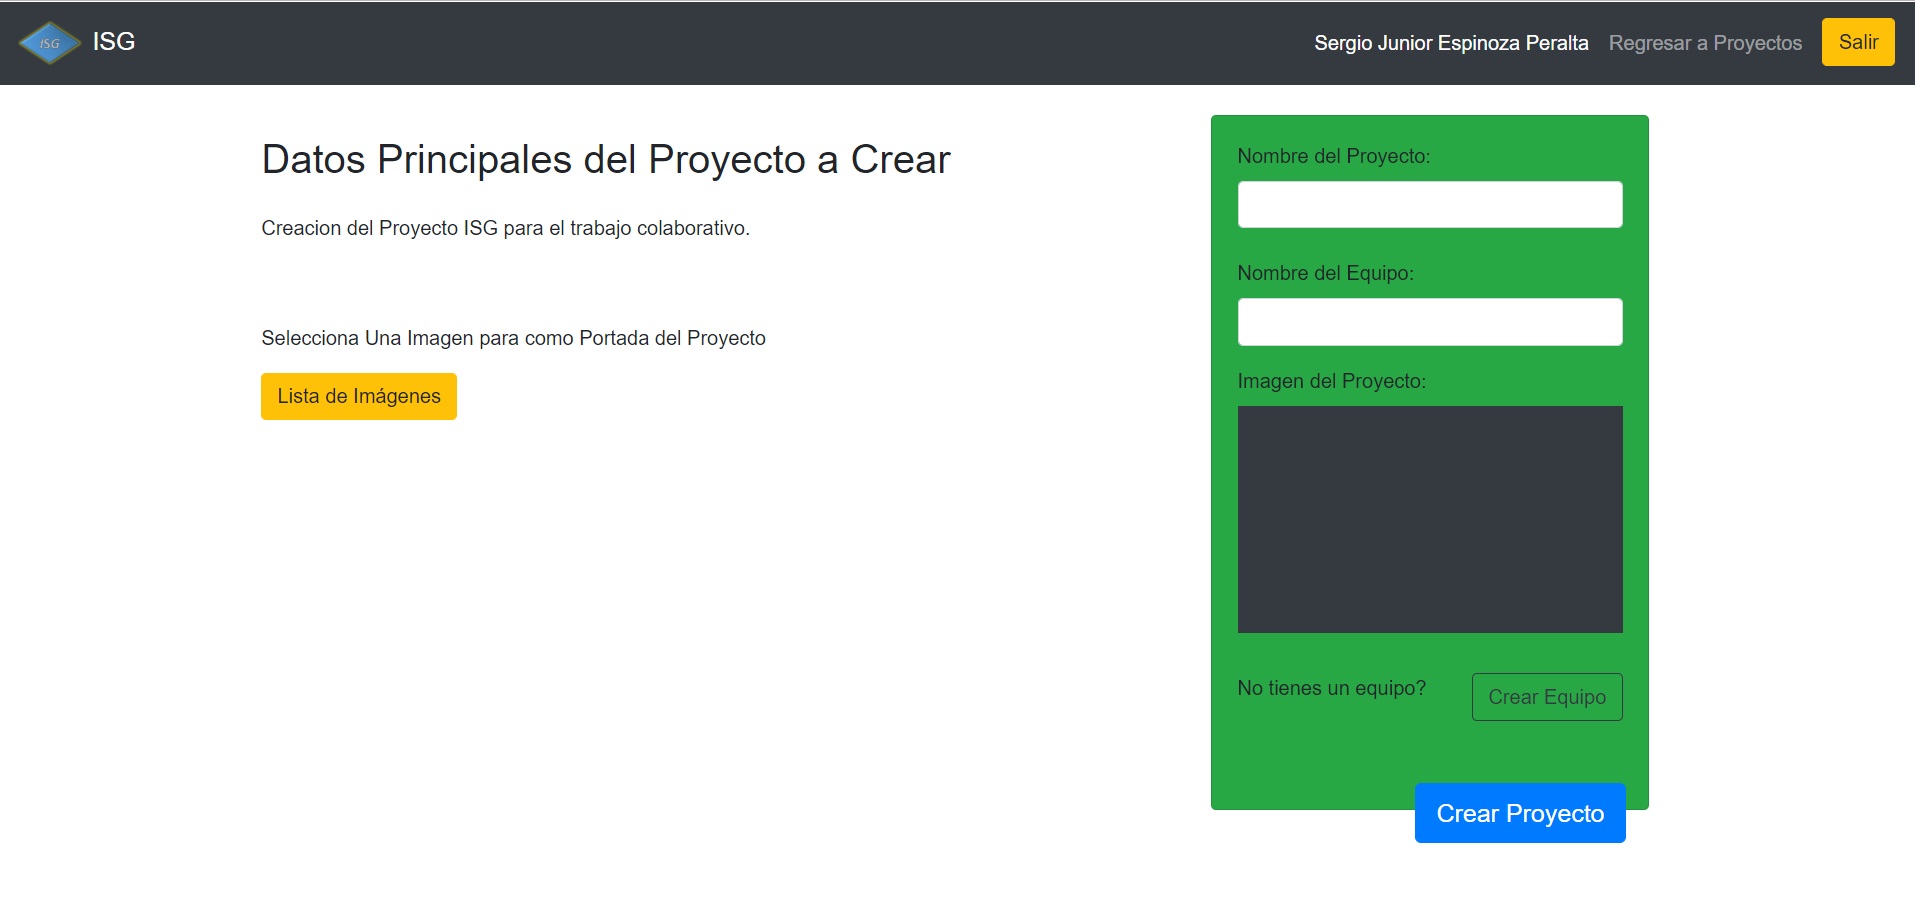 ISG ISG
Sergio Junior Espinoza Peralta Regresar a Proyectos Salir
Datos Principales del Proyecto a Crear
Creacion del Proyecto ISG para el trabajo colaborativo.
Selecciona Una Imagen para como Portada del Proyecto
Lista de Imágenes
Nombre del Proyecto:
Nombre del Equipo:
Imagen del Proyecto:
No tienes un equipo? Crear Equipo
Crear Proyecto